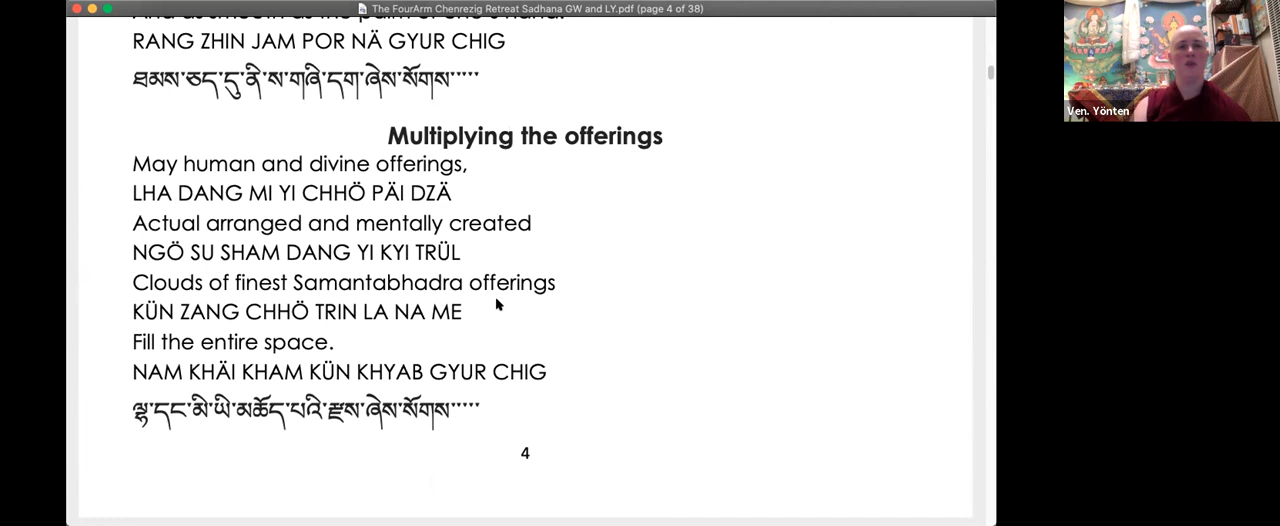 The FourArm Chenrezig Retreat Sadhana GW and LY.pdf (page 4 of 38)
RANG ZHIN JAM POR NÄ GYUR CHIG
ཐམས་ཅད་དུ་ནི་ས་གཞི་དག་ཞེས་སོགས་་་་་
Multiplying the offerings
May human and divine offerings,
LHA DANG MI YI CHHÖ PÄI DZÄ
Actual arranged and mentally created
NGÖ SU SHAM DANG YI KYI TRÜL
Clouds of finest Samantabhadra offerings
KÜN ZANG CHHÖ TRIN LA NA ME
Fill the entire space.
NAM KHÄI KHAM KÜN KHYAB GYUR CHIG
ལྷ་དང་མི་ཡི་མཆོད་པའི་རྫས་ཞེས་སོགས་་་་་
4
Ven. Yönten